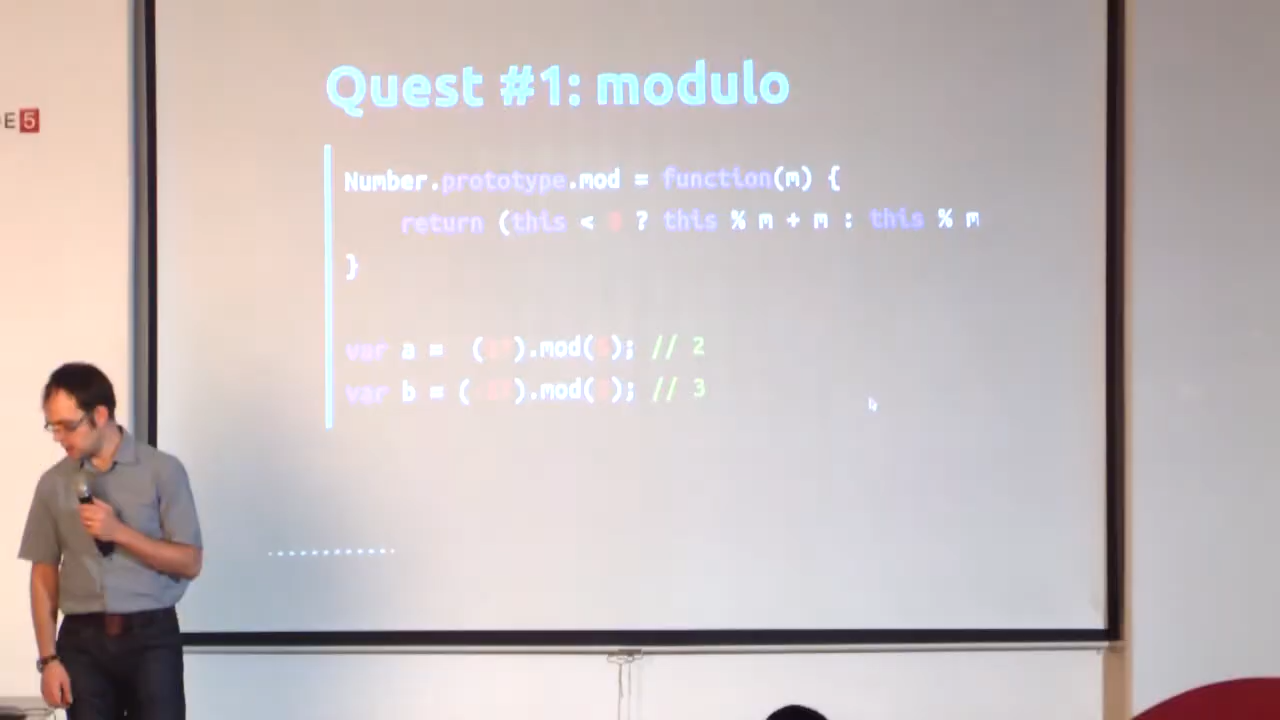 E5
Quest #1: modulo
Number.prototype.mod = function(m) {
return (this < ? this % m + m : this % m
}
var a = ( ).mod( ); // 2
var b = ( ).mod( ); // 3